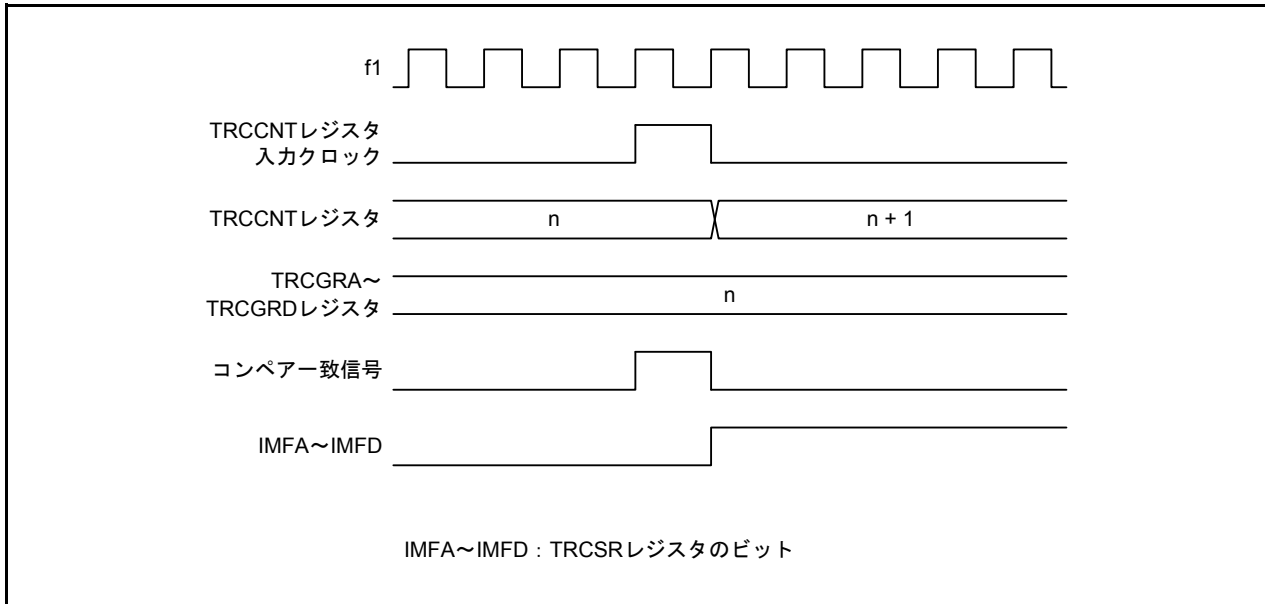 f1
TRCCNTレジスタ
入力クロック
TRCCNTレジスタ
n
n + 1
TRCGRA～
TRCGRDレジスタ
n
コンペア一致信号
IMFA～IMFD
IMFA～IMFD：TRCSRレジスタのビット